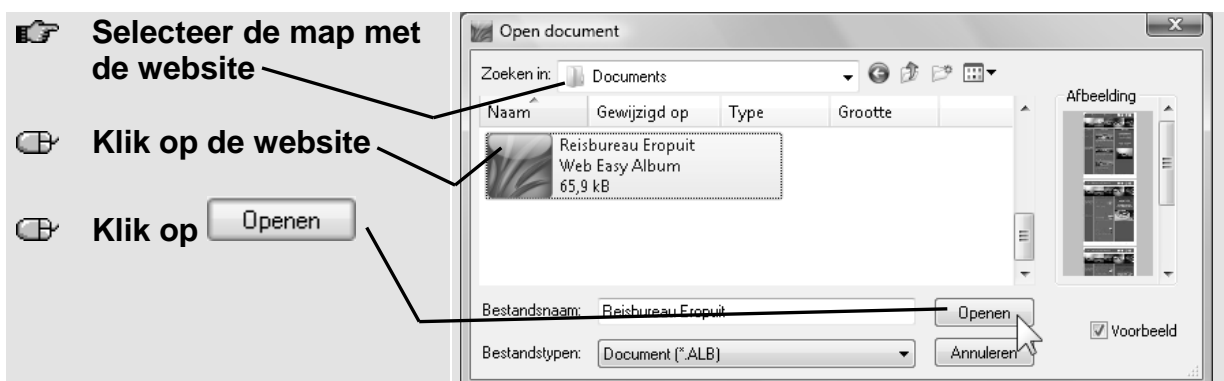 Selecteer de map met
de website
Klik op de website
Klik op Openen
Open document
Zoeken in: Documents
Naam Gewijzigd op Type Grootte
Reisbureau Eropuit
Web Easy Album
65,9 kB
Afbeelding
Bestandsnaam: Reisbureau Eropuit Openen
Voorbeeld
Bestandstypen: Document (*.ALB) Annuleren